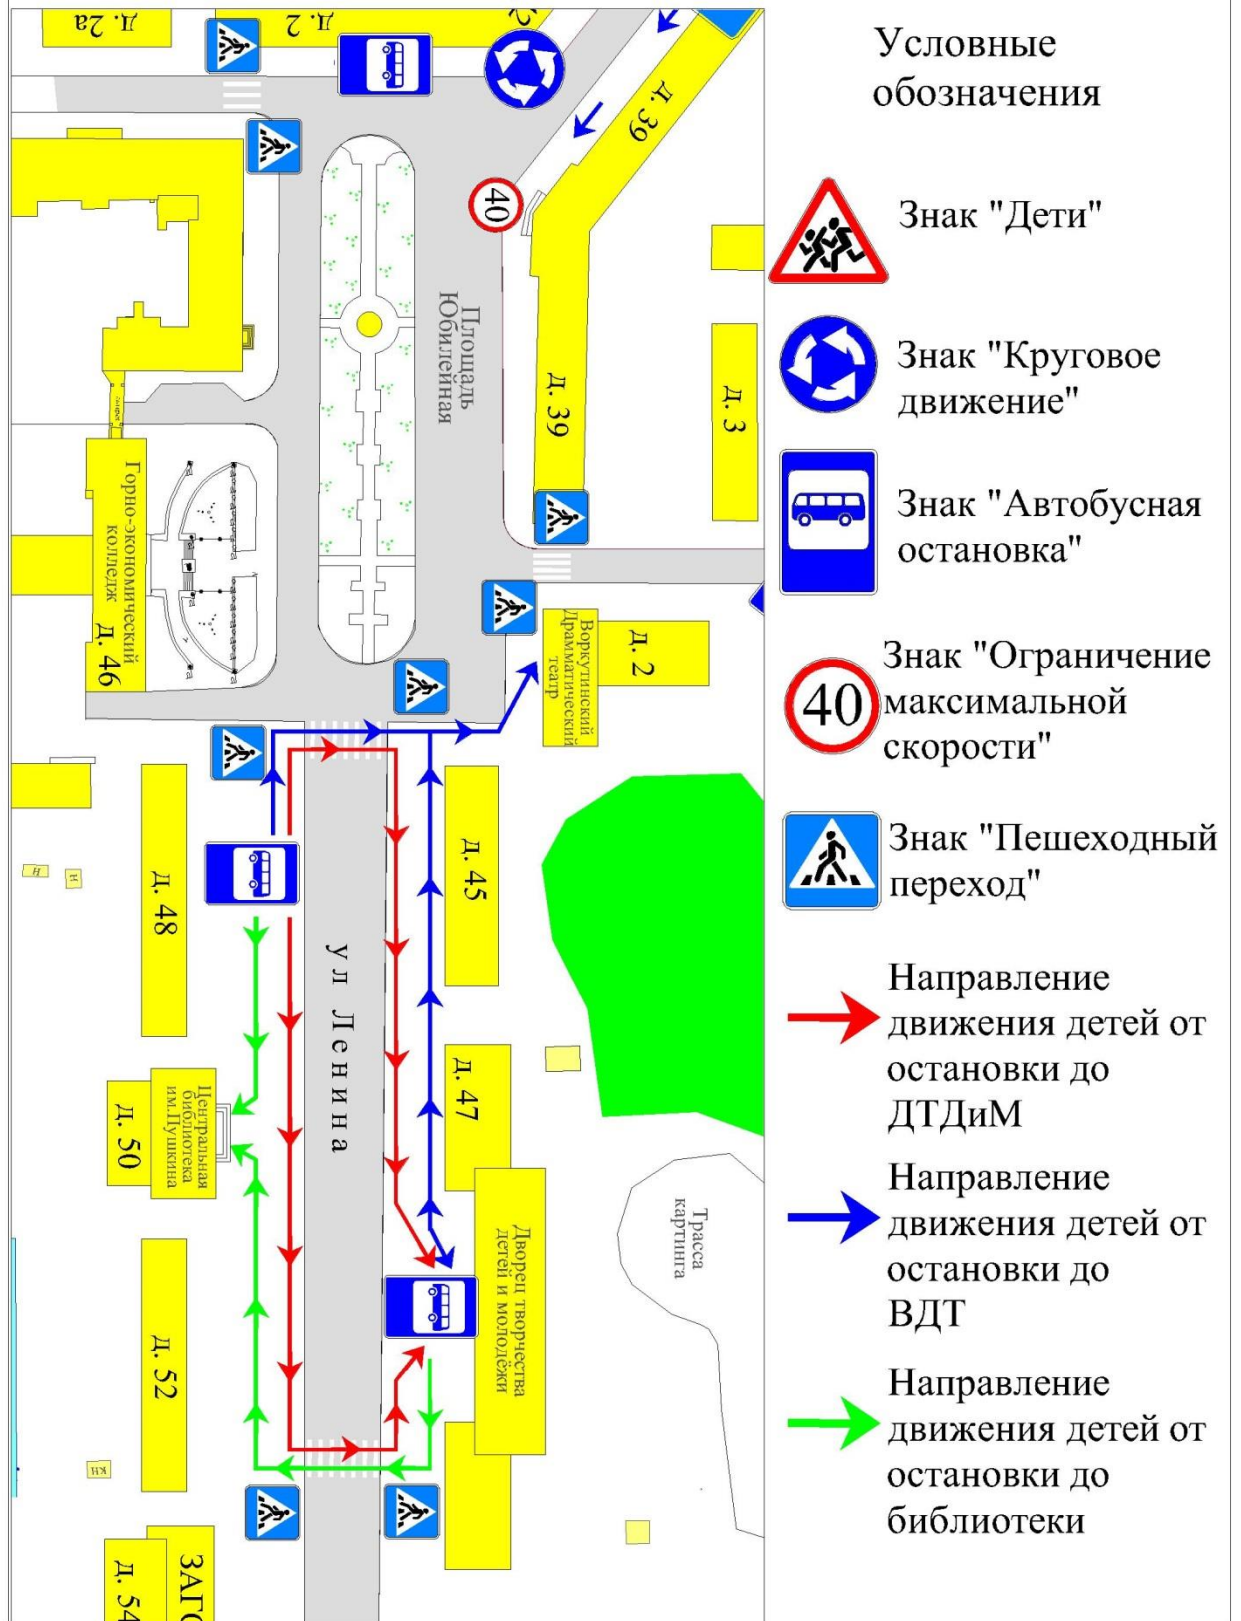 Условные
обозначения
Знак "Дети"
Знак "Круговое
движение"
Знак "Автобусная
остановка"
40
Знак "Ограничение
максимальной
скорости"
Знак "Пешеходный
переход"
Направление
движения детей от
остановки до
ДТДиМ
Направление
движения детей от
остановки до
ВДТ
Направление
движения детей от
остановки до
библиотеки
д. 2а
д. 2
д. 39
40
Площадь
Юбилейная
д. 39
д. 3
Горно-экономический
колледж
д. 46
Воркутинский
Драмматический
театр
д. 2
д. 48
д. 45
ул Ленина
д. 47
Центральная
библиотека
им.Пушкина
д. 50
Трасса
картинга
Дворец творчества
детей и молодёжи
д. 52
Н
Н
КН
ЗАГС
д. 54